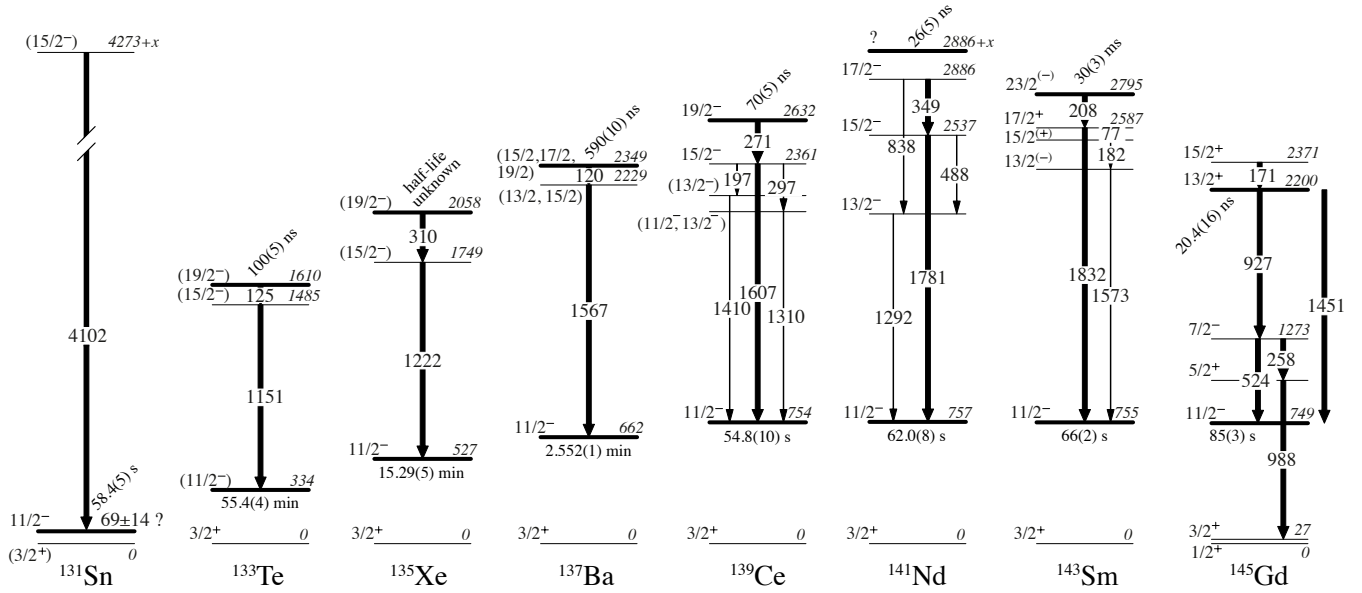 (15/2⁻) 4273+x
4102
58.4(5) s
11/2⁻ 69±14 ?
(3/2⁺) 0
¹³¹Sn
100(5) ns
(19/2⁻) 1610
(15/2⁻) 125 1485
1151
(11/2⁻) 334
55.4(4) min
3/2⁺ 0
¹³³Te
half-life
unknown
(19/2⁻) 2058
310
(15/2⁻) 1749
1222
11/2⁻ 527
15.29(5) min
3/2⁺ 0
¹³⁵Xe
590(10) ns
(15/2,17/2, 2349
19/2) 120 2229
(13/2, 15/2)
1567
11/2⁻ 662
2.552(1) min
3/2⁺ 0
¹³⁷Ba
70(5) ns
19/2⁻ 2632
271
15/2⁻ 2361
197 297
(13/2⁻)
(11/2⁻, 13/2⁻)
1607
1410 1310
11/2⁻ 754
54.8(10) s
3/2⁺ 0
¹³⁹Ce
26(5) ns
? 2886+x
17/2⁻ 2886
349
15/2⁻ 2537
838 488
13/2⁻
1781
1292
11/2⁻ 757
62.0(8) s
3/2⁺ 0
¹⁴¹Nd
30(3) ms
23/2⁽⁻⁾ 2795
208
17/2⁺ 2587
15/2⁽⁺⁾ 77
13/2⁽⁻⁾ 182
1832
1573
11/2⁻ 755
66(2) s
3/2⁺ 0
¹⁴³Sm
15/2⁺ 2371
171
13/2⁺ 2200
20.4(16) ns
927
1451
7/2⁻ 1273
258
5/2⁺ 524
11/2⁻ 749
85(3) s
988
3/2⁺ 27
1/2⁺ 0
¹⁴⁵Gd